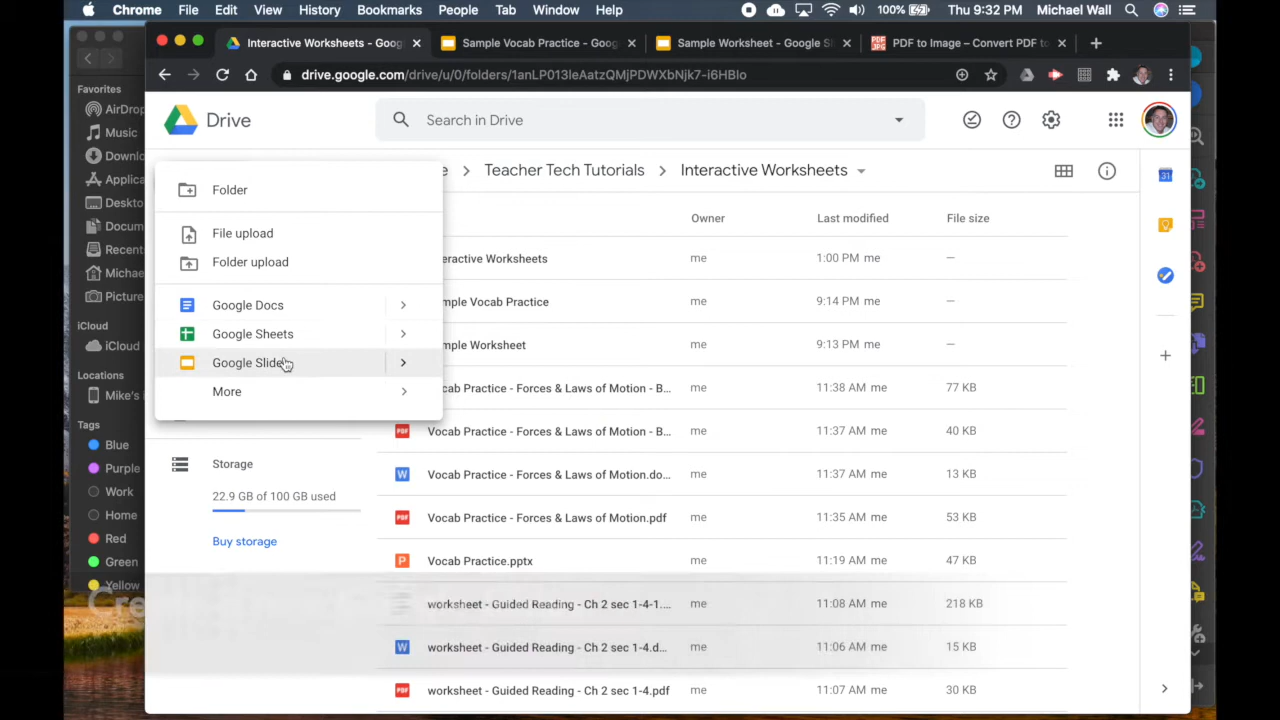 Chrome File Edit View History Bookmarks People Tab Window Help 100% Thu 9:32 PM Michael Wall
Interactive Worksheets - Goog Sample Vocab Practice - Goog Sample Worksheet - Google S PDF to Image – Convert PDF to
drive.google.com/drive/u/0/folders/1anLP013leAatzQMjPDWXbNjk7-i6HBIo
Drive Search in Drive
Teacher Tech Tutorials Interactive Worksheets
Favorites
AirDrop
Music
Downlo
Applica
Deskto
Docum
Recent
Michae
Picture
iCloud
iCloud
Locations
Mike's i
Tags
Blue
Purple
Work
Home
Red
Green
Yellow
Folder
File upload
Folder upload
Google Docs
Google Sheets
Google Slide
More
Storage
22.9 GB of 100 GB used
Buy storage
Owner Last modified File size
eractive Worksheets me 1:00 PM me –
mple Vocab Practice me 9:14 PM me –
mple Worksheet me 9:13 PM me –
cab Practice - Forces & Laws of Motion - B... me 11:38 AM me 77 KB
Vocab Practice - Forces & Laws of Motion - B... me 11:37 AM me 40 KB
Vocab Practice - Forces & Laws of Motion.do... me 11:37 AM me 13 KB
Vocab Practice - Forces & Laws of Motion.pdf me 11:35 AM me 53 KB
Vocab Practice.pptx me 11:19 AM me 47 KB
worksheet - Guided Reading - Ch 2 sec 1-4-1.... me 11:08 AM me 218 KB
worksheet - Guided Reading - Ch 2 sec 1-4.d... me 11:06 AM me 15 KB
worksheet - Guided Reading - Ch 2 sec 1-4.pdf me 10:59 AM me 72 KB